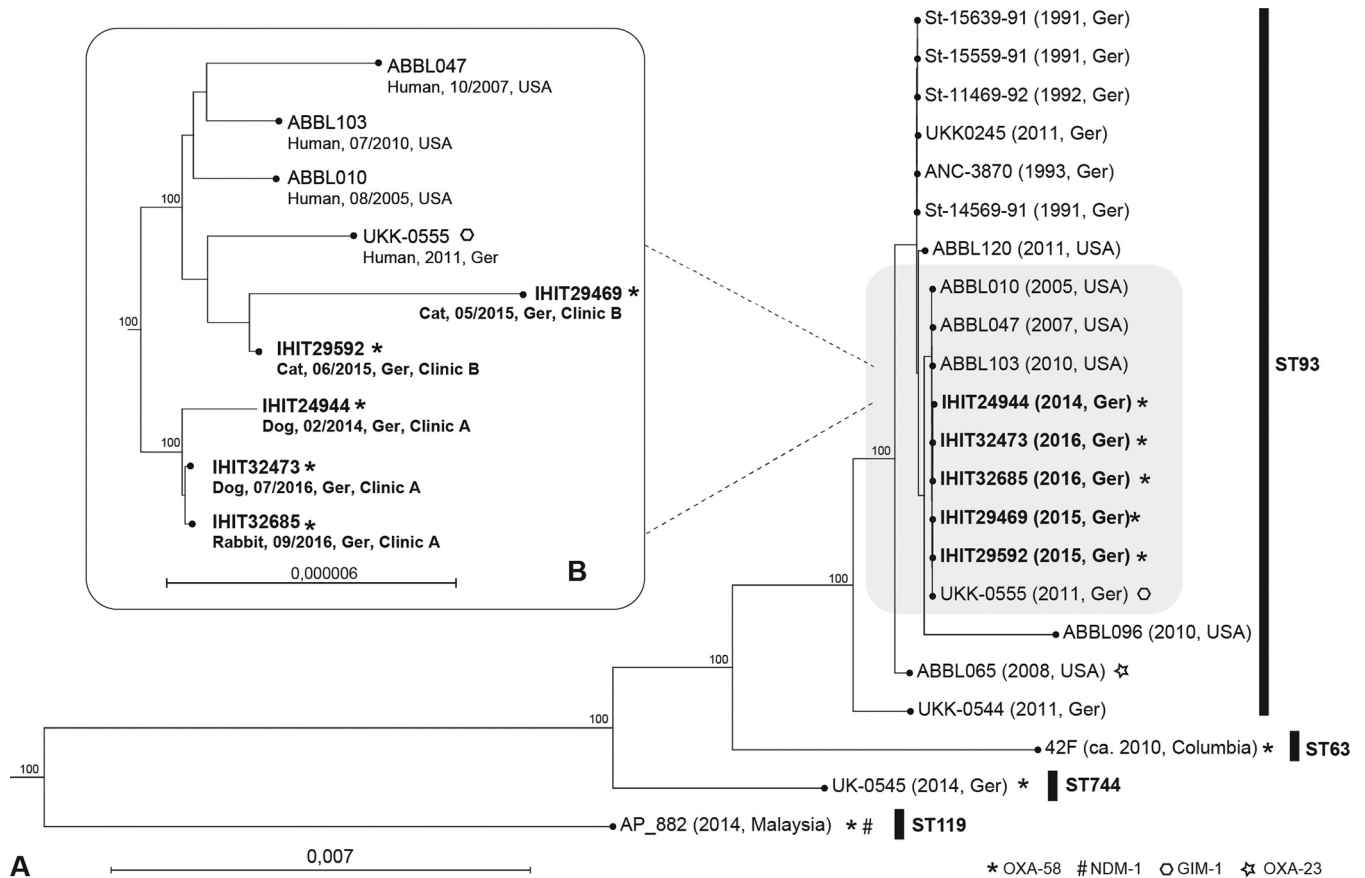 ABBL047
Human, 10/2007, USA
ABBL103
Human, 07/2010, USA
ABBL010
Human, 08/2005, USA
100
UKK-0555
Human, 2011, Ger
IHIT29469 *
Cat, 05/2015, Ger, Clinic B
100
IHIT29592 *
Cat, 06/2015, Ger, Clinic B
IHIT24944 *
Dog, 02/2014, Ger, Clinic A
100
IHIT32473 *
Dog, 07/2016, Ger, Clinic A
IHIT32685 *
Rabbit, 09/2016, Ger, Clinic A
0,000006
B
St-15639-91 (1991, Ger)
St-15559-91 (1991, Ger)
St-11469-92 (1992, Ger)
UKK0245 (2011, Ger)
ANC-3870 (1993, Ger)
St-14569-91 (1991, Ger)
ABBL120 (2011, USA)
ABBL010 (2005, USA)
ABBL047 (2007, USA)
ABBL103 (2010, USA)
ST93
IHIT24944 (2014, Ger) *
IHIT32473 (2016, Ger) *
100
IHIT32685 (2016, Ger) *
IHIT29469 (2015, Ger)*
IHIT29592 (2015, Ger) *
100
UKK-0555 (2011, Ger)
ABBL096 (2010, USA)
100
ABBL065 (2008, USA)
UKK-0544 (2011, Ger)
100
42F (ca. 2010, Columbia) * ST63
100
UK-0545 (2014, Ger) * ST744
AP_882 (2014, Malaysia) * # ST119
A
0,007
* OXA-58 #NDM-1 GIM-1 OXA-23